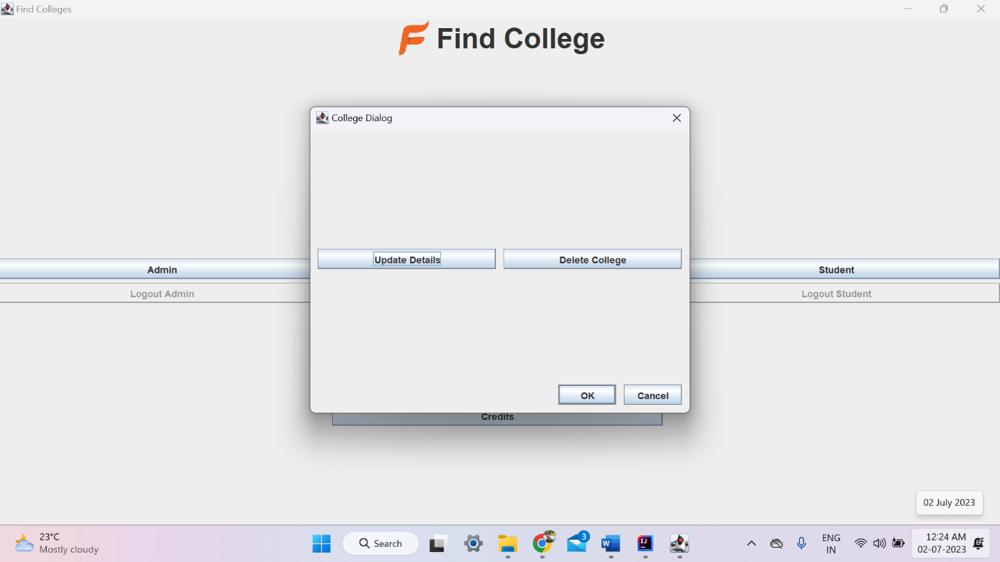 Find Colleges
Find College
College Dialog
Update Details
Delete College
Admin
Student
Logout Admin
Logout Student
OK
Cancel
Credits
02 July 2023
23°C
Mostly cloudy
Search
3
W
IJ
ENG
IN
12:24 AM
02-07-2023